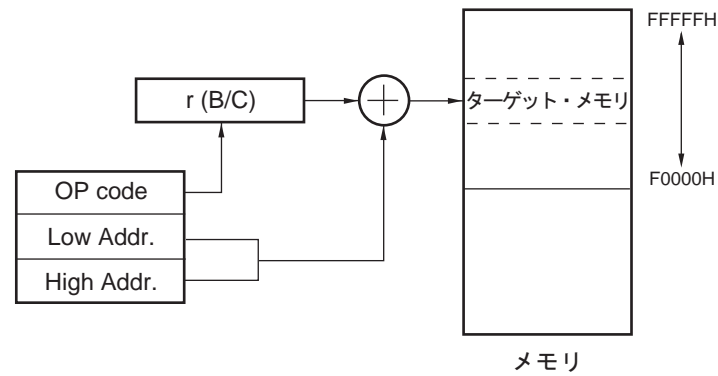 FFFFFH
r (B/C)
ターゲット・メモリ
OP code
F0000H
Low Addr.
High Addr.
メモリ